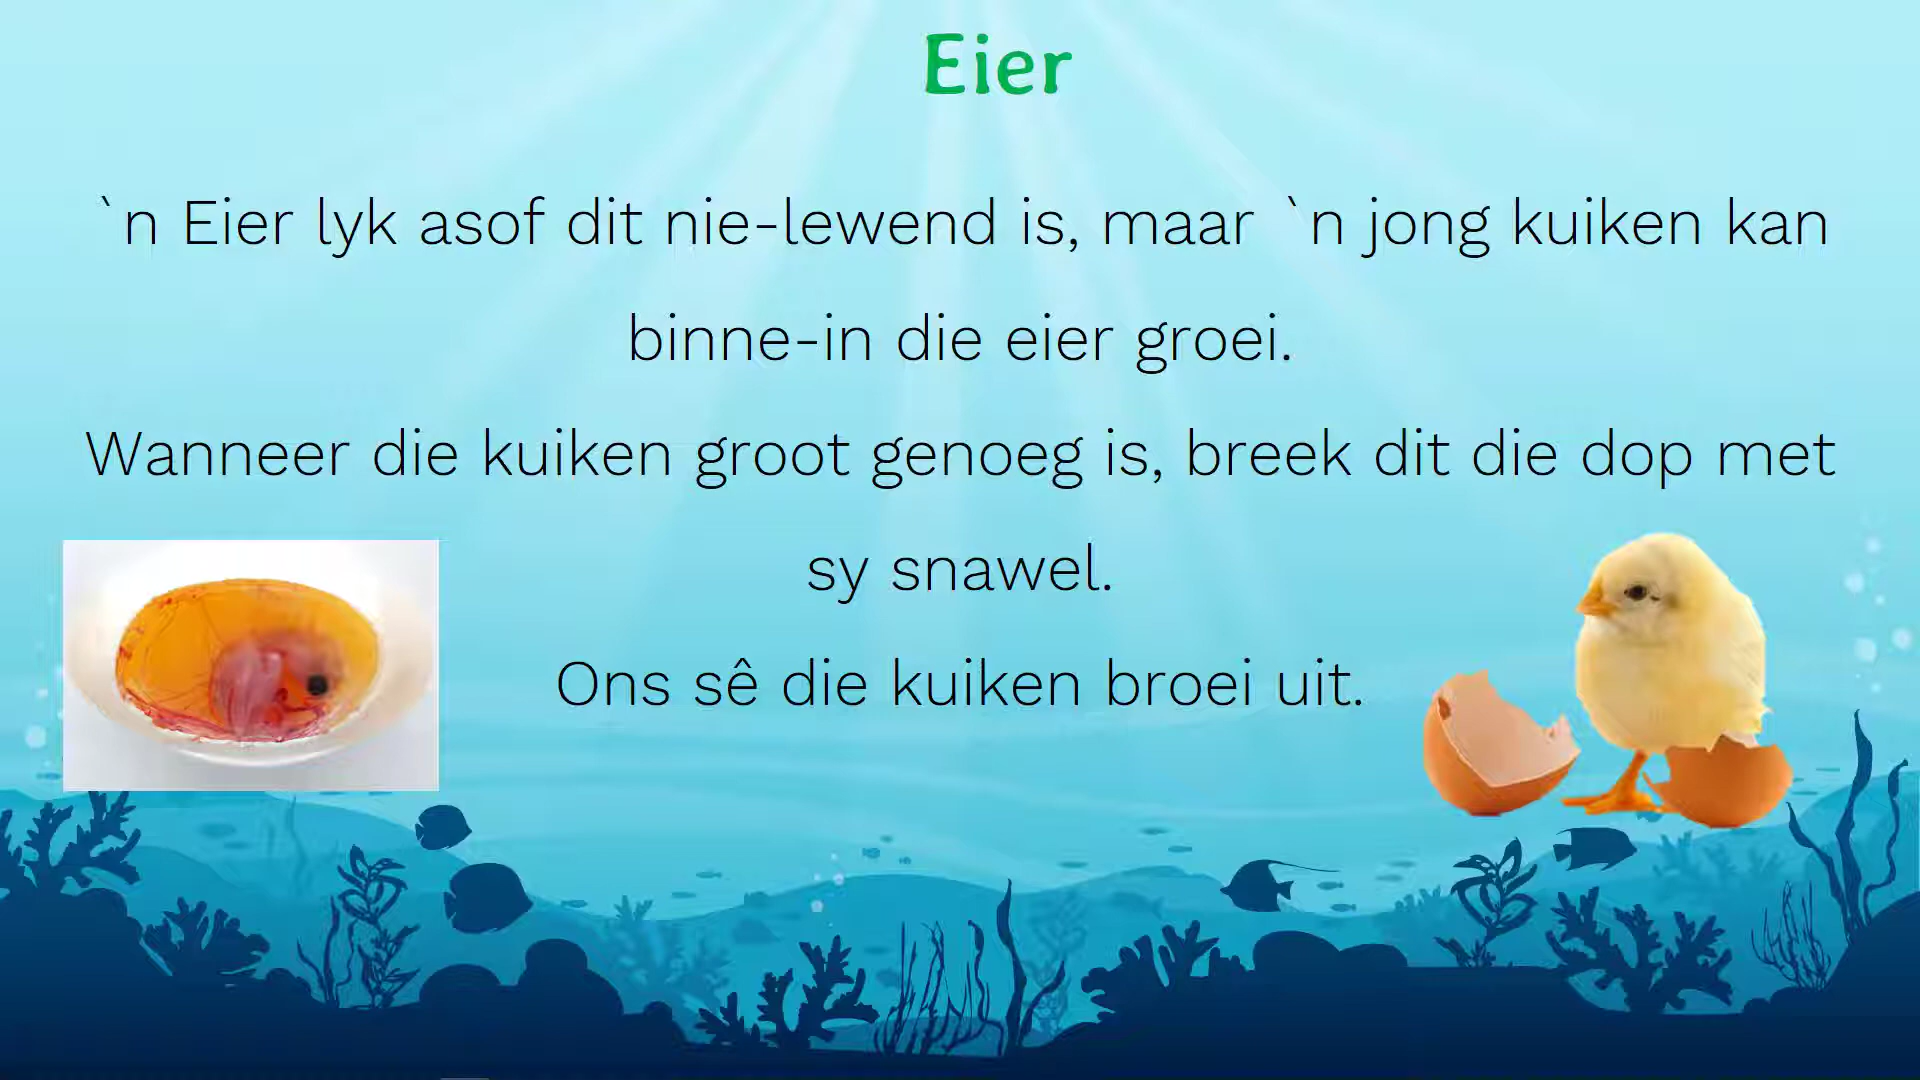 Eier
`n Eier lyk asof dit nie-lewend is, maar `n jong kuiken kan
binne-in die eier groei.
Wanneer die kuiken groot genoeg is, breek dit die dop met
sy snawel.
Ons sê die kuiken broei uit.